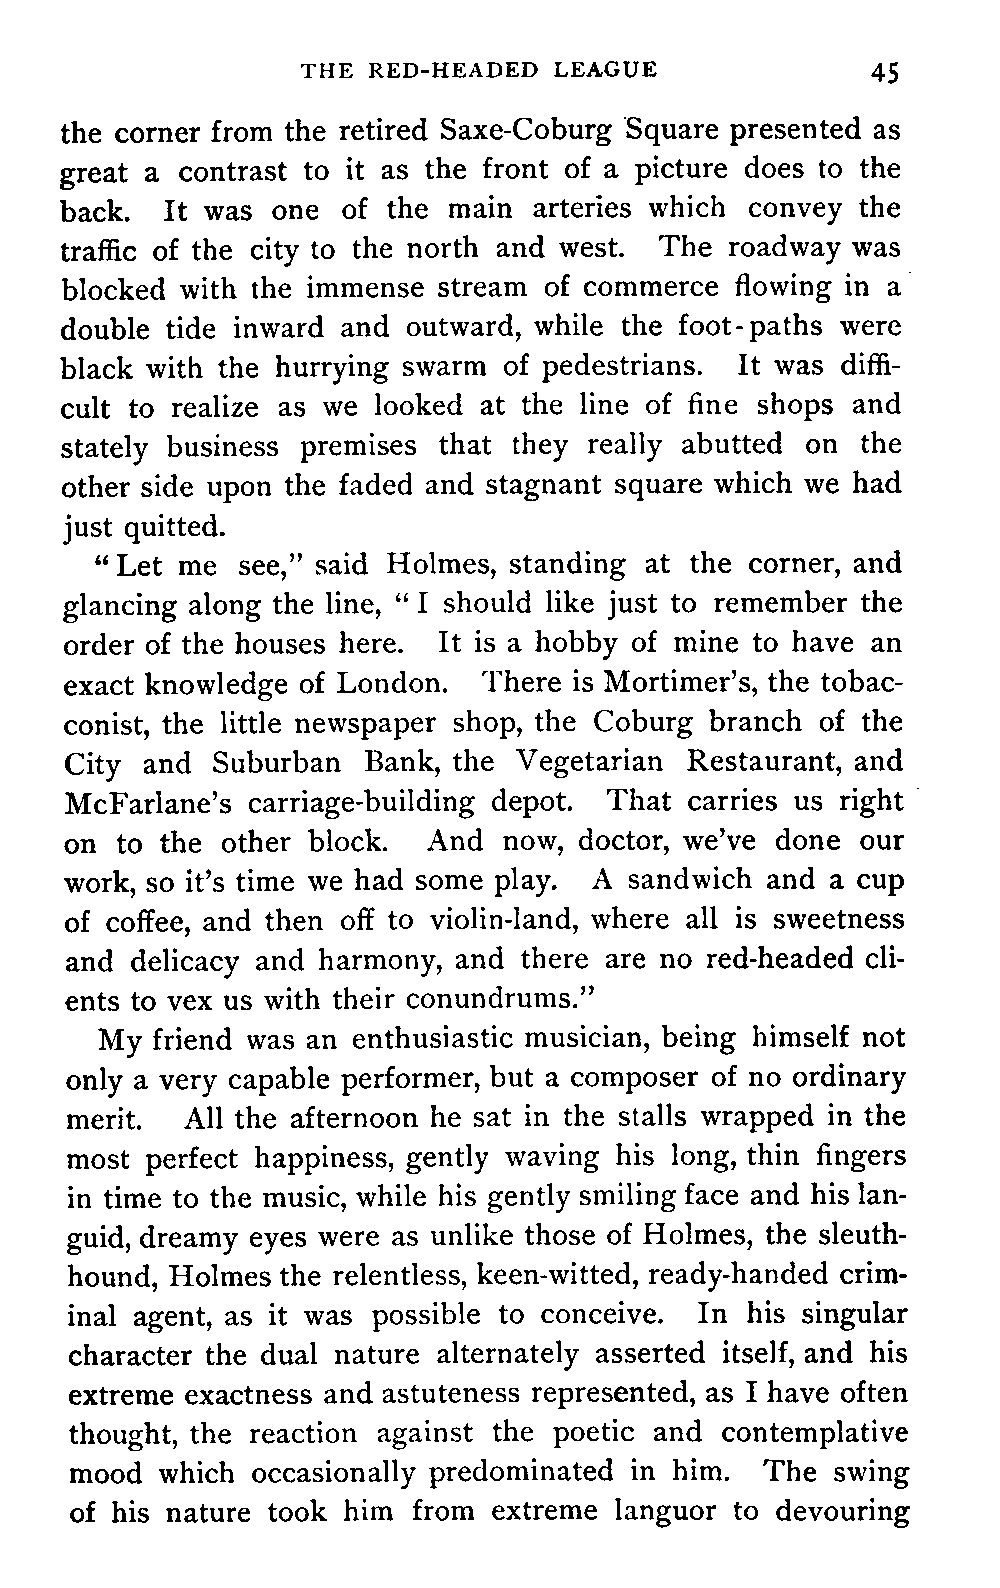 THE RED-HEADED LEAGUE 45
the corner from the retired Saxe-Coburg Square presented as
great a contrast to it as the front of a picture does to the
back. It was one of the main arteries which convey the
traffic of the city to the north and west. The roadway was
blocked with the immense stream of commerce flowing in a
double tide inward and outward, while the foot-paths were
black with the hurrying swarm of pedestrians. It was diffi-
cult to realize as we looked at the line of fine shops and
stately business premises that they really abutted on the
other side upon the faded and stagnant square which we had
just quitted.
“Let me see,” said Holmes, standing at the corner, and
glancing along the line, “I should like just to remember the
order of the houses here. It is a hobby of mine to have an
exact knowledge of London. There is Mortimer’s, the tobac-
conist, the little newspaper shop, the Coburg branch of the
City and Suburban Bank, the Vegetarian Restaurant, and
McFarlane’s carriage-building depot. That carries us right
on to the other block. And now, doctor, we’ve done our
work, so it’s time we had some play. A sandwich and a cup
of coffee, and then off to violin-land, where all is sweetness
and delicacy and harmony, and there are no red-headed cli-
ents to vex us with their conundrums.”
My friend was an enthusiastic musician, being himself not
only a very capable performer, but a composer of no ordinary
merit. All the afternoon he sat in the stalls wrapped in the
most perfect happiness, gently waving his long, thin fingers
in time to the music, while his gently smiling face and his lan-
guid, dreamy eyes were as unlike those of Holmes, the sleuth-
hound, Holmes the relentless, keen-witted, ready-handed crim-
inal agent, as it was possible to conceive. In his singular
character the dual nature alternately asserted itself, and his
extreme exactness and astuteness represented, as I have often
thought, the reaction against the poetic and contemplative
mood which occasionally predominated in him. The swing
of his nature took him from extreme languor to devouring